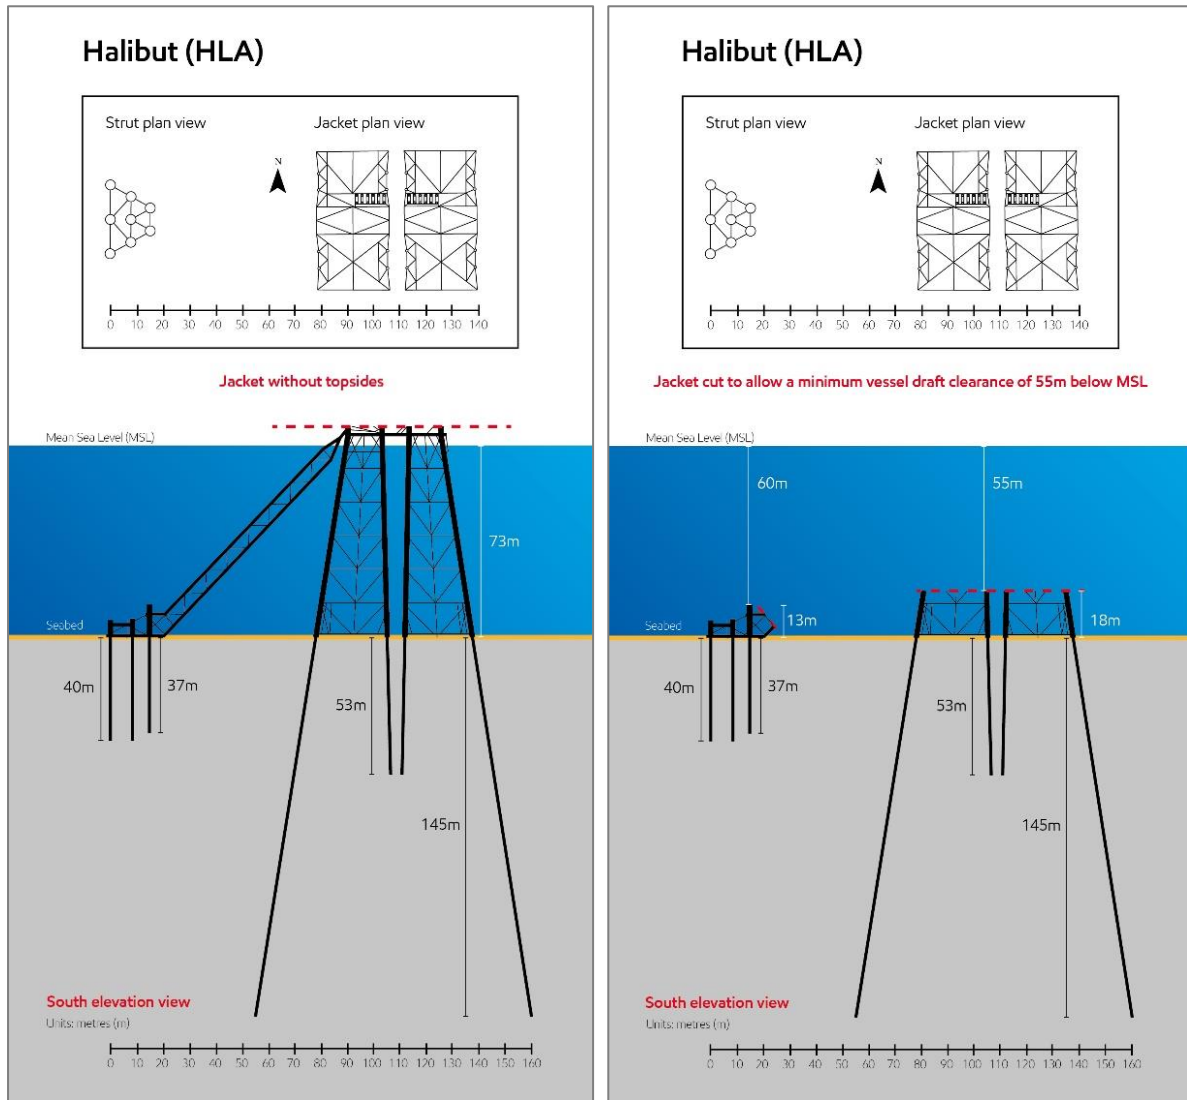 Halibut (HLA)
Strut plan view
Jacket plan view
N
0 10 20 30 40 50 60 70 80 90 100 110 120 130 140
Jacket without topsides
Mean Sea Level (MSL)
73m
Seabed
40m
37m
53m
145m
South elevation view
Units: metres (m)
0 10 20 30 40 50 60 70 80 90 100 110 120 130 140 150 160
Halibut (HLA)
Strut plan view
Jacket plan view
N
0 10 20 30 40 50 60 70 80 90 100 110 120 130 140
Jacket cut to allow a minimum vessel draft clearance of 55m below MSL
Mean Sea Level (MSL)
60m
55m
Seabed
13m
18m
40m
37m
53m
145m
South elevation view
Units: metres (m)
0 10 20 30 40 50 60 70 80 90 100 110 120 130 140 150 160